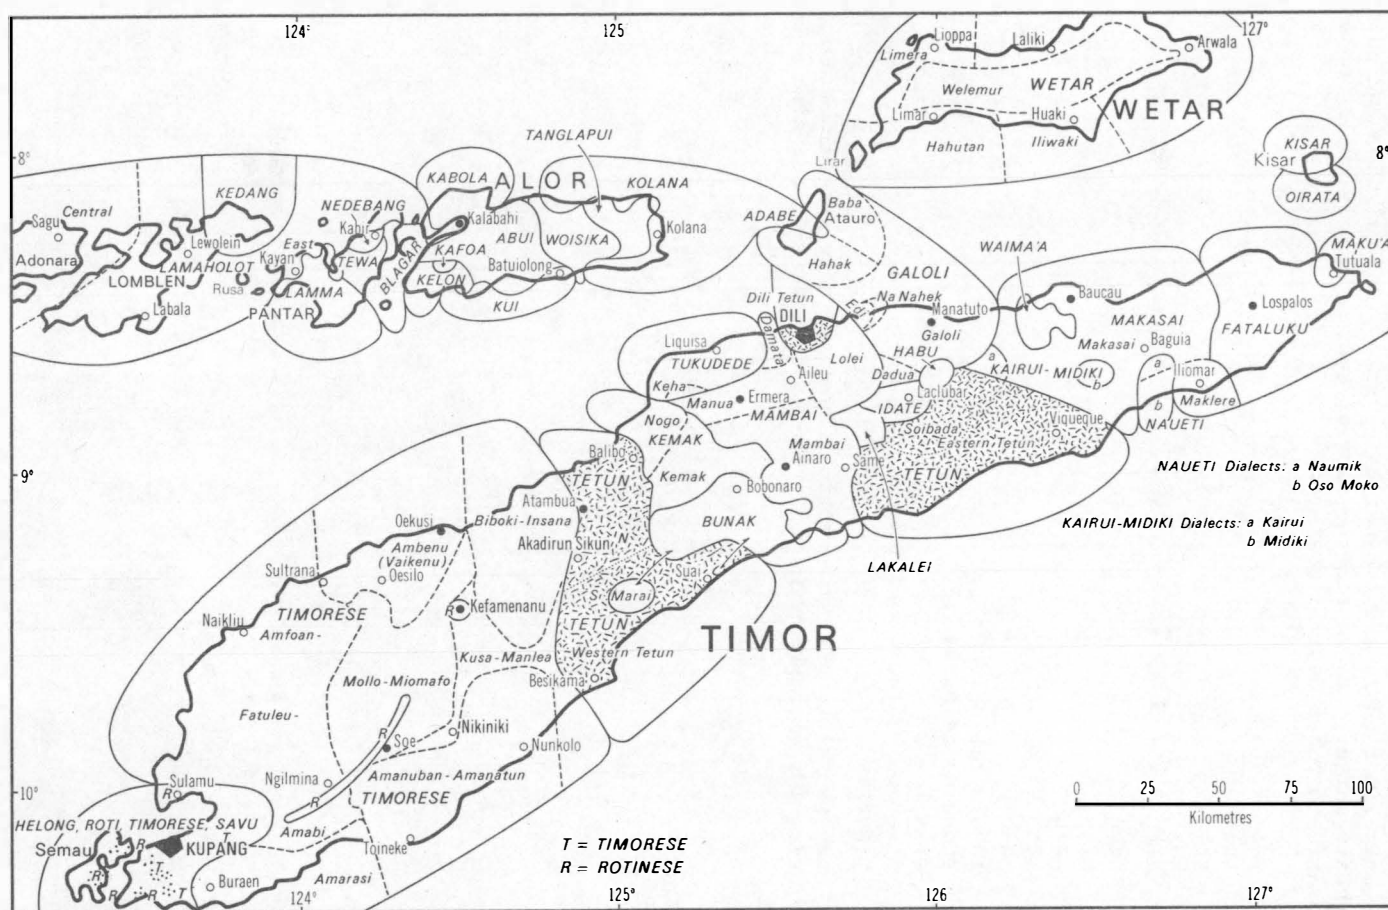 124°
125
127°
Lioppa
Laliki
Arwala
Limera
Welemur
WETAR
WETAR
Limar
Huaki
Hahutan
Iliwaki
Lirar
TANGLAPUI
8°
8°
KISAR
Kisar
OIRATA
KABOLA
ALOR
KOLANA
KEDANG
NEDEBANG
Kabir
Kalabahi
Sagu
Central
Adonara
Lewolein
LAMAHOLOT
LOMBLEN
Rusa
Labala
East
Kayan
TEWA
LAMMA
PANTAR
BLAGAR
KAFOA
KELON
ABUI
WOISIKA
Batuiolong
KUI
Kolana
ADABE
Baba
Atauro
Hahak
GALOLI
WAIMA'A
MAKU'A
Tutuala
Dili Tetun
DILI
Edi
Na Nahek
Manatuto
Galoli
Baucau
Lospalos
FATALUKU
MAKASAI
Makasai
Baguia
Liquisa
TUKUDEDE
Damata
Lolei
HABU
a
KAIRUI-MIDIKI
b
a
Iliomar
Aileu
Dadua
Keha
Manua
Ermera
MAMBAI
Laclubar
IDATE
Soibada
Eastern Tetun
Viqueque
b
Maklere
NAUETI
Nogo
KEMAK
Kemak
Mambai
Ainaro
Same
TETUN
9°
Balibo
TETUN
Bobonaro
BUNAK
NAUETI Dialects: a Naumik
b Oso Moko
Atambua
Oekusi
Biboki-Insana
KAIRUI-MIDIKI Dialects: a Kairui
b Midiki
Ambenu
(Vaikenu)
Oesilo
Akadirun Sikun
N
Suai
LAKALEI
Sultrana
S
Marai
TIMORESE
R
Kefamenanu
TETUN
TIMOR
Naikliu
Amfoan-
Kusa-Manlea
Western Tetun
Besikama
Mollo-Miomafo
Fatuleu-
R
Soe
Nikiniki
Nunkolo
Sulamu
R
Ngilmina
R
Amanuban-Amanatun
TIMORESE
10°
0 25 50 75 100
Kilometres
HELONG, ROTI, TIMORESE, SAVU
T
Amabi
Semau
R
KUPANG
Toineke
T = TIMORESE
R = ROTINESE
R
T
R
R
T
Buraen
Amarasi
124°
125°
126
127°